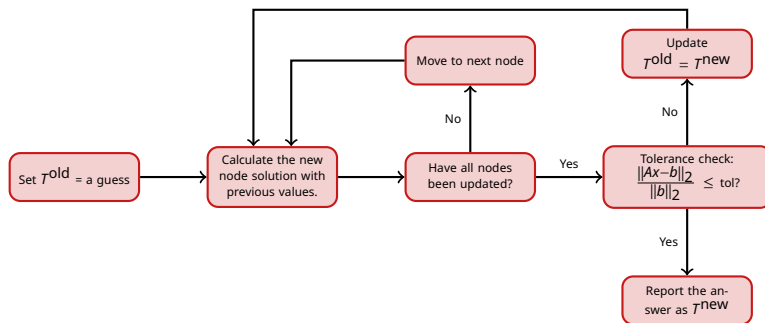 Update
T^old = T^new
Move to next node
No
No
Set T^old = a guess
Calculate the new
node solution with
previous values.
Have all nodes
been updated?
Yes
Tolerance check:
||Ax−b||₂ / ||b||₂ ≤ tol?
Yes
Report the an-
swer as T^new